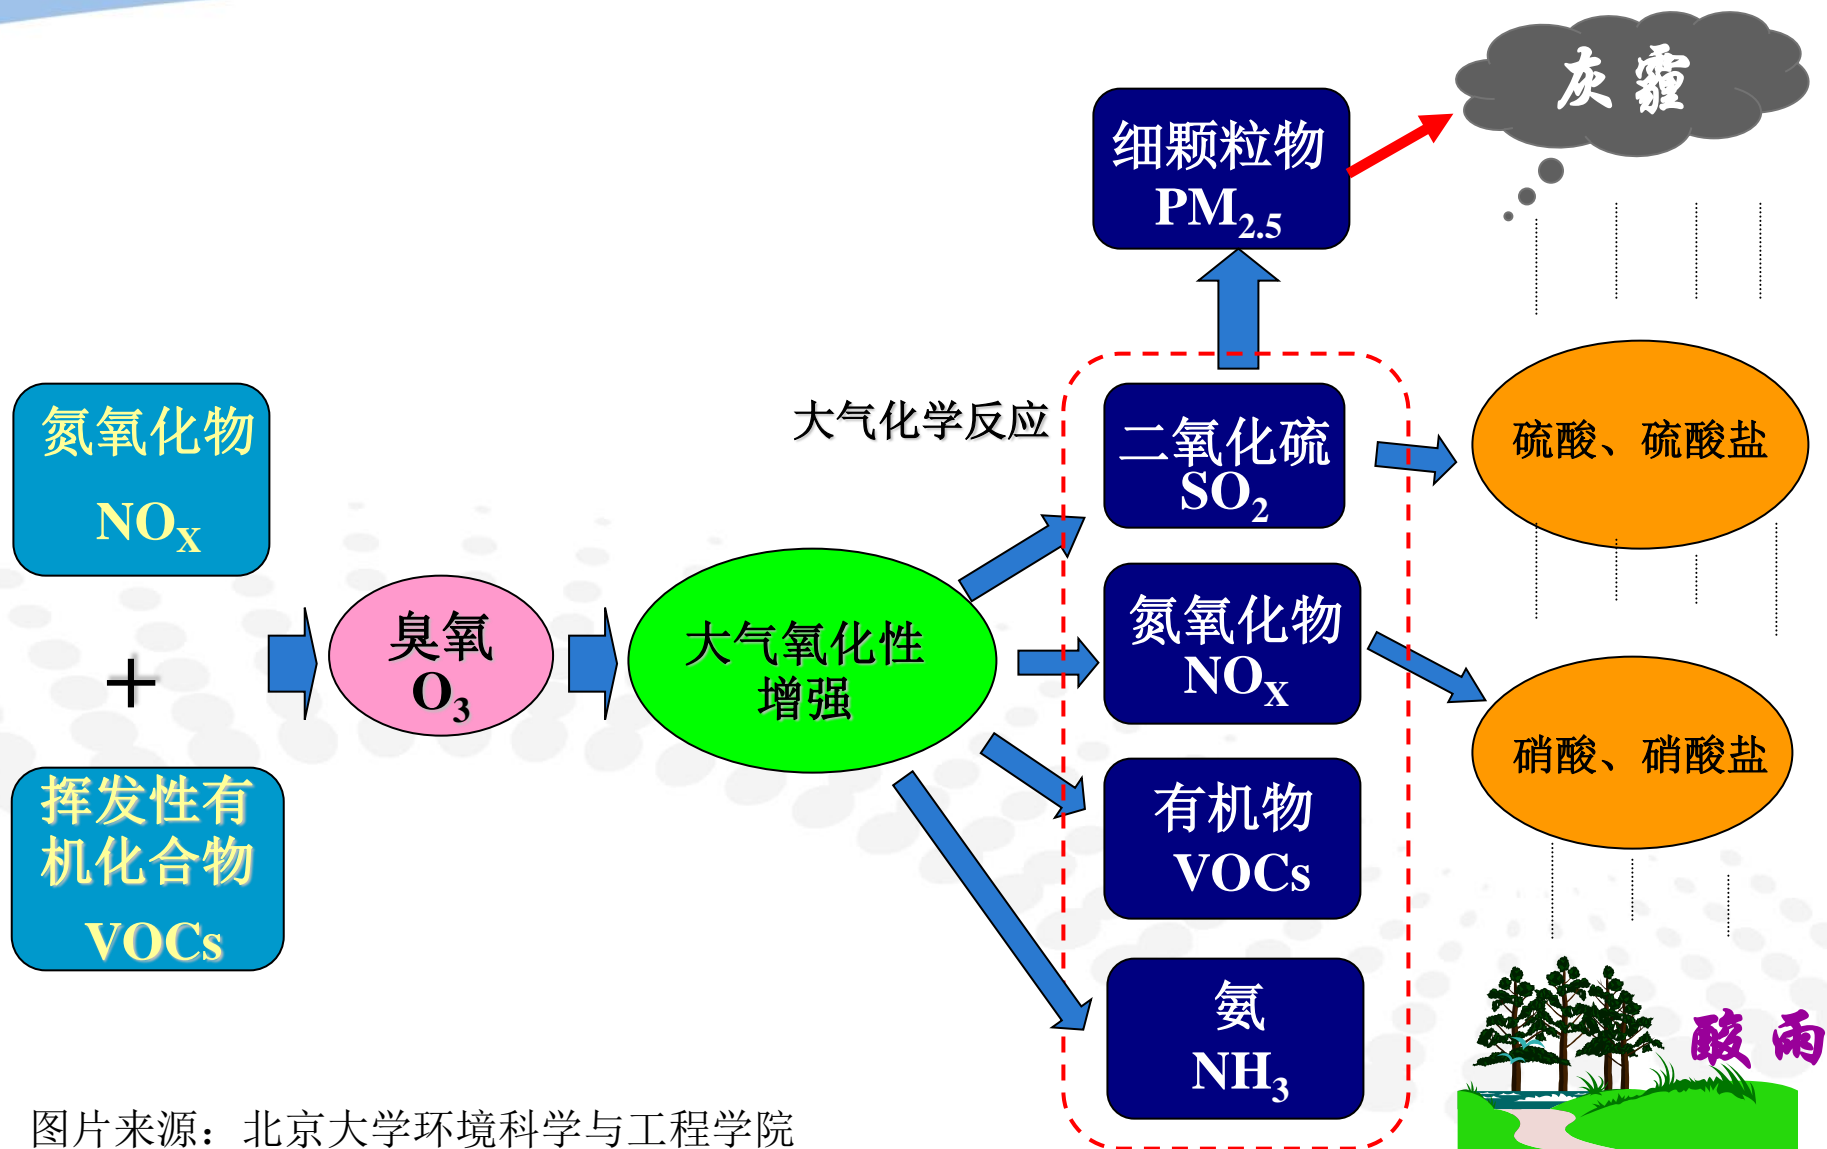 灰霾
细颗粒物
PM2.5
氮氧化物
NOX
+
挥发性有
机化合物
VOCs
臭氧
O3
大气氧化性
增强
大气化学反应
二氧化硫
SO2
氮氧化物
NOX
有机物
VOCs
氨
NH3
硫酸、硫酸盐
硝酸、硝酸盐
酸雨
图片来源：北京大学环境科学与工程学院